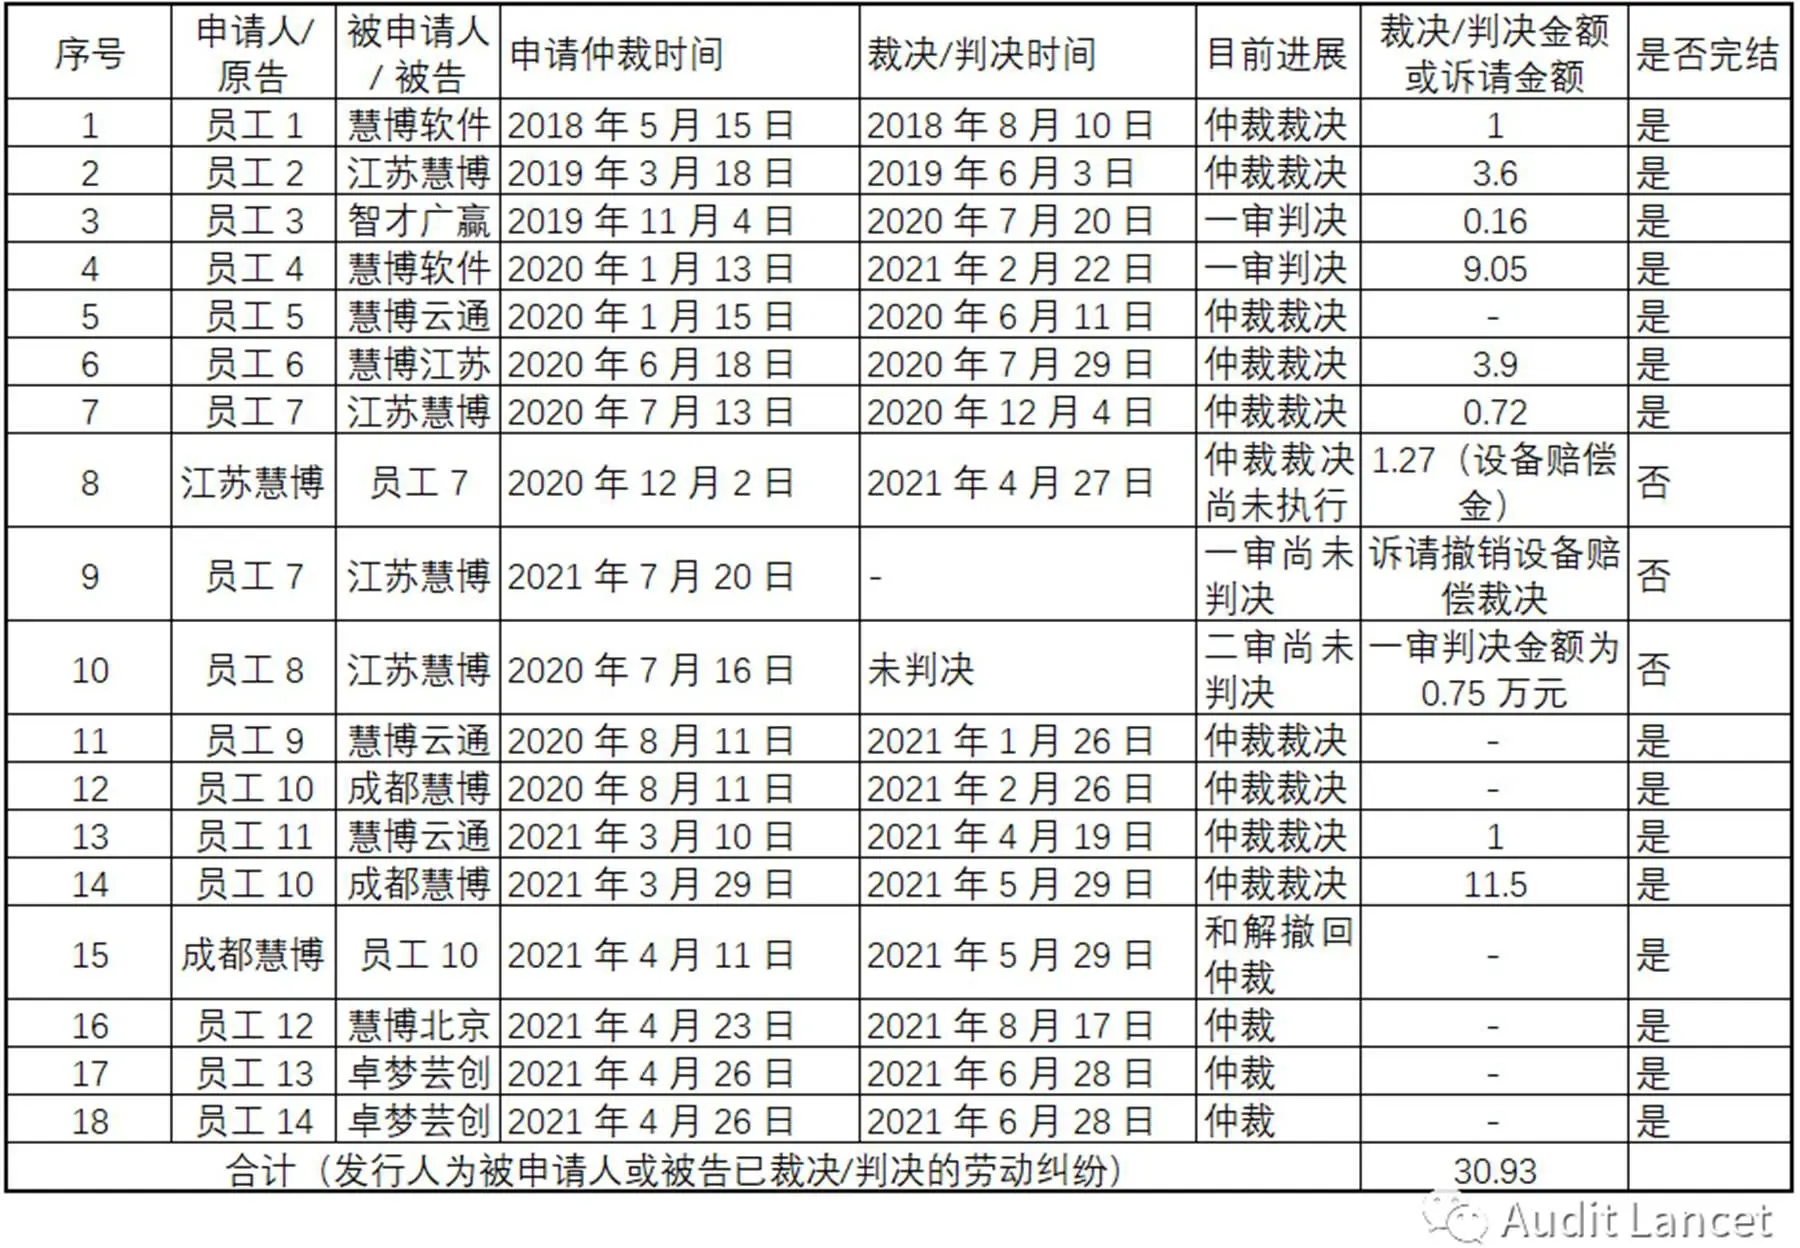 序号 申请人/原告 被申请人/ 被告 申请仲裁时间 裁决/判决时间 目前进展 裁决/判决金额或诉请金额 是否完结
1 员工 1 慧博软件 2018 年 5 月 15 日 2018 年 8 月 10 日 仲裁裁决 1 是
2 员工 2 江苏慧博 2019 年 3 月 18 日 2019 年 6 月 3 日 仲裁裁决 3.6 是
3 员工 3 智才广赢 2019 年 11 月 4 日 2020 年 7 月 20 日 一审判决 0.16 是
4 员工 4 慧博软件 2020 年 1 月 13 日 2021 年 2 月 22 日 一审判决 9.05 是
5 员工 5 慧博云通 2020 年 1 月 15 日 2020 年 6 月 11 日 仲裁裁决 - 是
6 员工 6 慧博江苏 2020 年 6 月 18 日 2020 年 7 月 29 日 仲裁裁决 3.9 是
7 员工 7 江苏慧博 2020 年 7 月 13 日 2020 年 12 月 4 日 仲裁裁决 0.72 是
8 江苏慧博 员工 7 2020 年 12 月 2 日 2021 年 4 月 27 日 仲裁裁决尚未执行 1.27（设备赔偿金） 否
9 员工 7 江苏慧博 2021 年 7 月 20 日 - 一审尚未判决 诉请撤销设备赔偿裁决 否
10 员工 8 江苏慧博 2020 年 7 月 16 日 未判决 二审尚未判决 一审判决金额为 0.75 万元 否
11 员工 9 慧博云通 2020 年 8 月 11 日 2021 年 1 月 26 日 仲裁裁决 - 是
12 员工 10 成都慧博 2020 年 8 月 11 日 2021 年 2 月 26 日 仲裁裁决 - 是
13 员工 11 慧博云通 2021 年 3 月 10 日 2021 年 4 月 19 日 仲裁裁决 1 是
14 员工 10 成都慧博 2021 年 3 月 29 日 2021 年 5 月 29 日 仲裁裁决 11.5 是
15 成都慧博 员工 10 2021 年 4 月 11 日 2021 年 5 月 29 日 和解撤回仲裁 - 是
16 员工 12 慧博北京 2021 年 4 月 23 日 2021 年 8 月 17 日 仲裁 - 是
17 员工 13 卓梦芸创 2021 年 4 月 26 日 2021 年 6 月 28 日 仲裁 - 是
18 员工 14 卓梦芸创 2021 年 4 月 26 日 2021 年 6 月 28 日 仲裁 - 是
合计（发行人为被申请人或被告已裁决/判决的劳动纠纷） 30.93
Audit Lancet